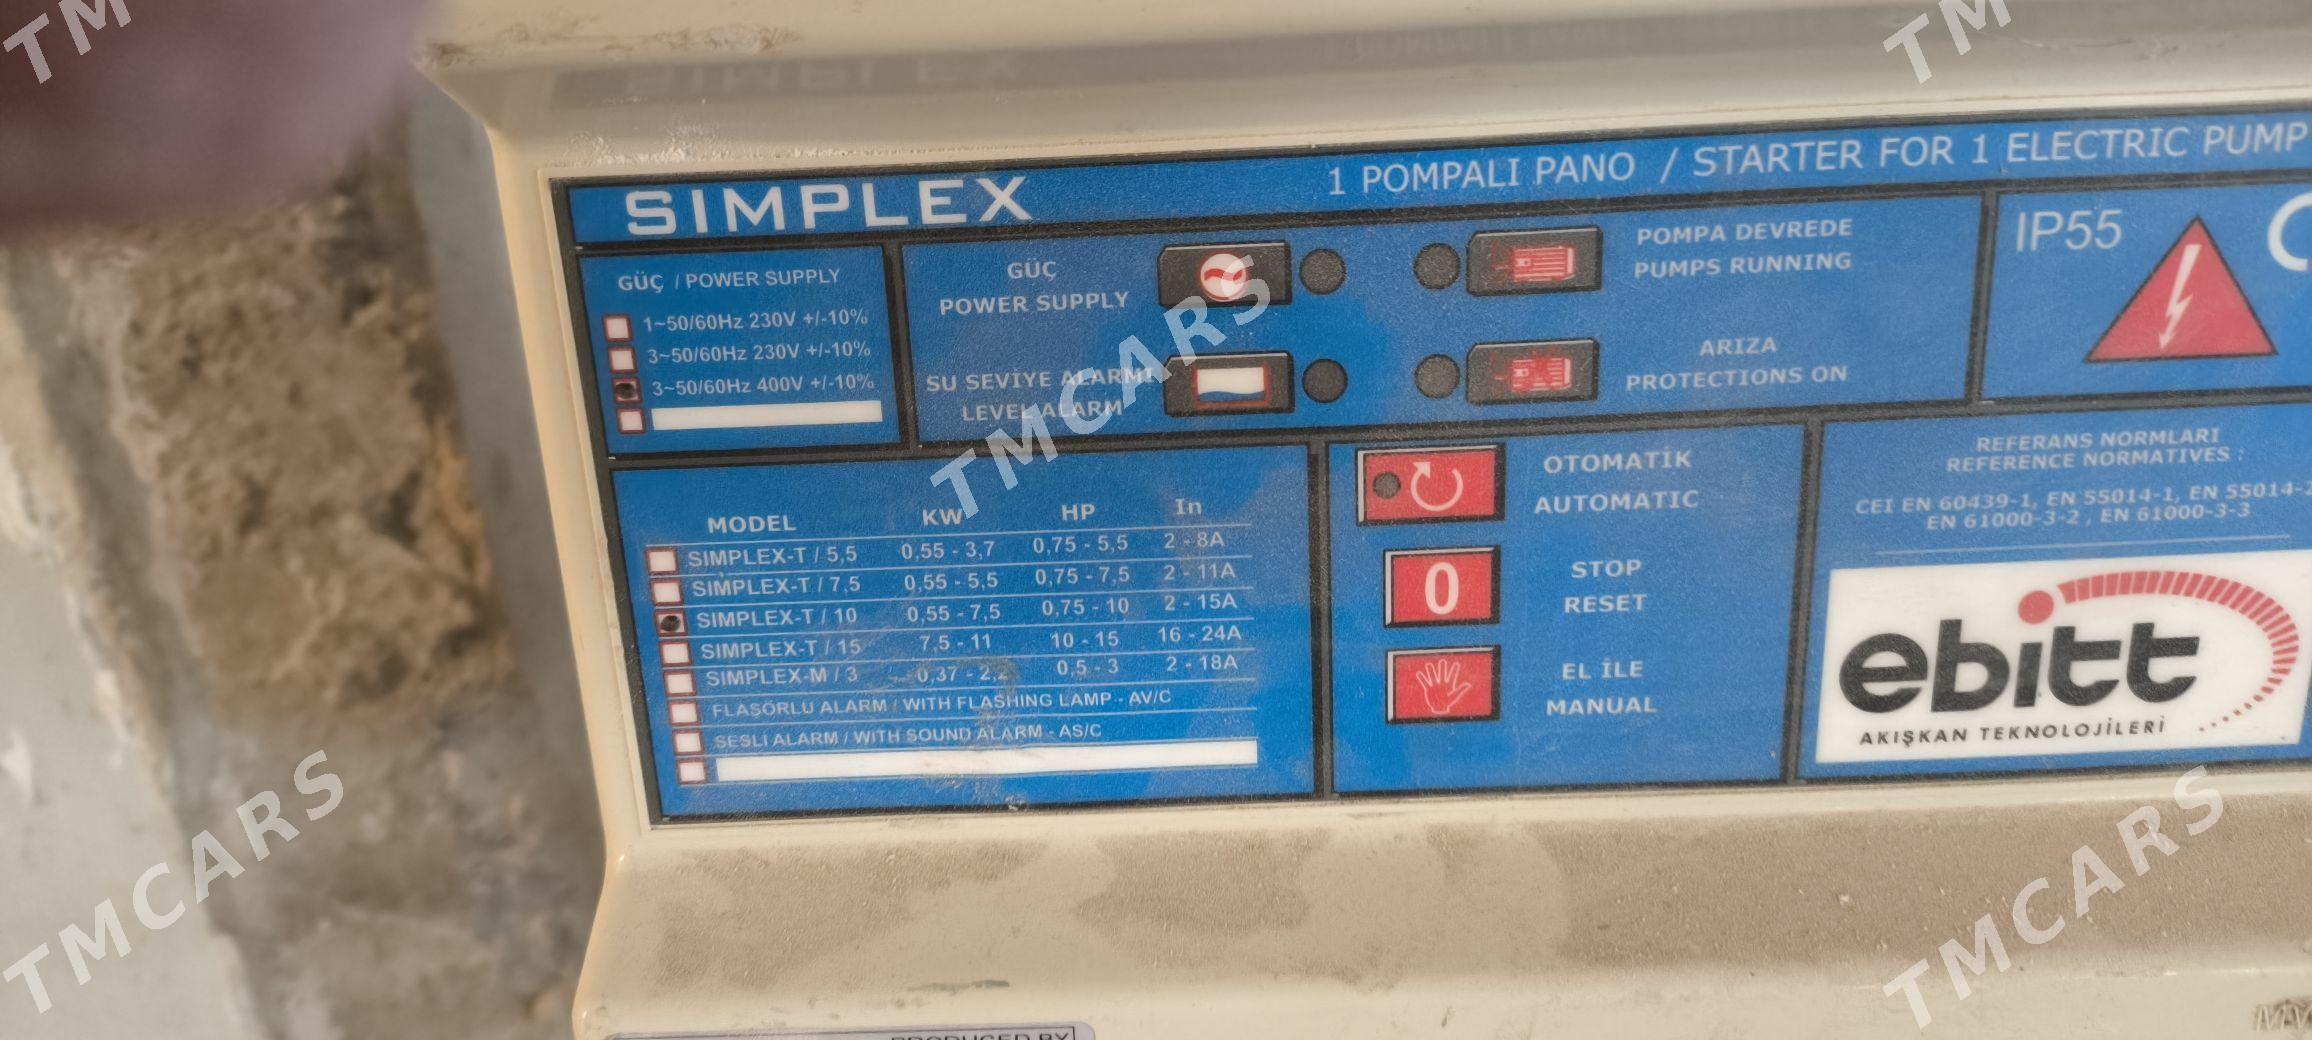 SIMPLEX
1 POMPALI PANO / STARTER FOR 1 ELECTRIC PUMP
GÜÇ / POWER SUPPLY
1~50/60Hz 230V +/-10%
3~50/60Hz 230V +/-10%
3~50/60Hz 400V +/-10%
GÜÇ
POWER SUPPLY
SU SEVİYE ALARMI
LEVEL ALARM
POMPA DEVREDE
PUMPS RUNNING
ARIZA
PROTECTIONS ON
IP55
MODEL KW HP In
SIMPLEX-T / 5,5 0,55 - 3,7 0,75 - 5,5 2 - 8A
SIMPLEX-T / 7,5 0,55 - 5,5 0,75 - 7,5 2 - 11A
SIMPLEX-T / 10 0,55 - 7,5 0,75 - 10 2 - 15A
SIMPLEX-T / 15 7,5 - 11 10 - 15 16 - 24A
SIMPLEX-M / 3 0,37 - 2,2 0,5 - 3 2 - 18A
FLAŞÖRLÜ ALARM / WITH FLASHING LAMP - AV/C
SESLİ ALARM / WITH SOUND ALARM - AS/C
OTOMATİK
AUTOMATIC
0
STOP
RESET
EL İLE
MANUAL
REFERANS NORMLARI
REFERENCE NORMATIVES :
CEI EN 60439-1, EN 55014-1, EN 55014-2
EN 61000-3-2 , EN 61000-3-3
ebitt
AKIŞKAN TEKNOLOJİLERİ
PRODUCED BY
TMCARS
TMCARS
TMCARS